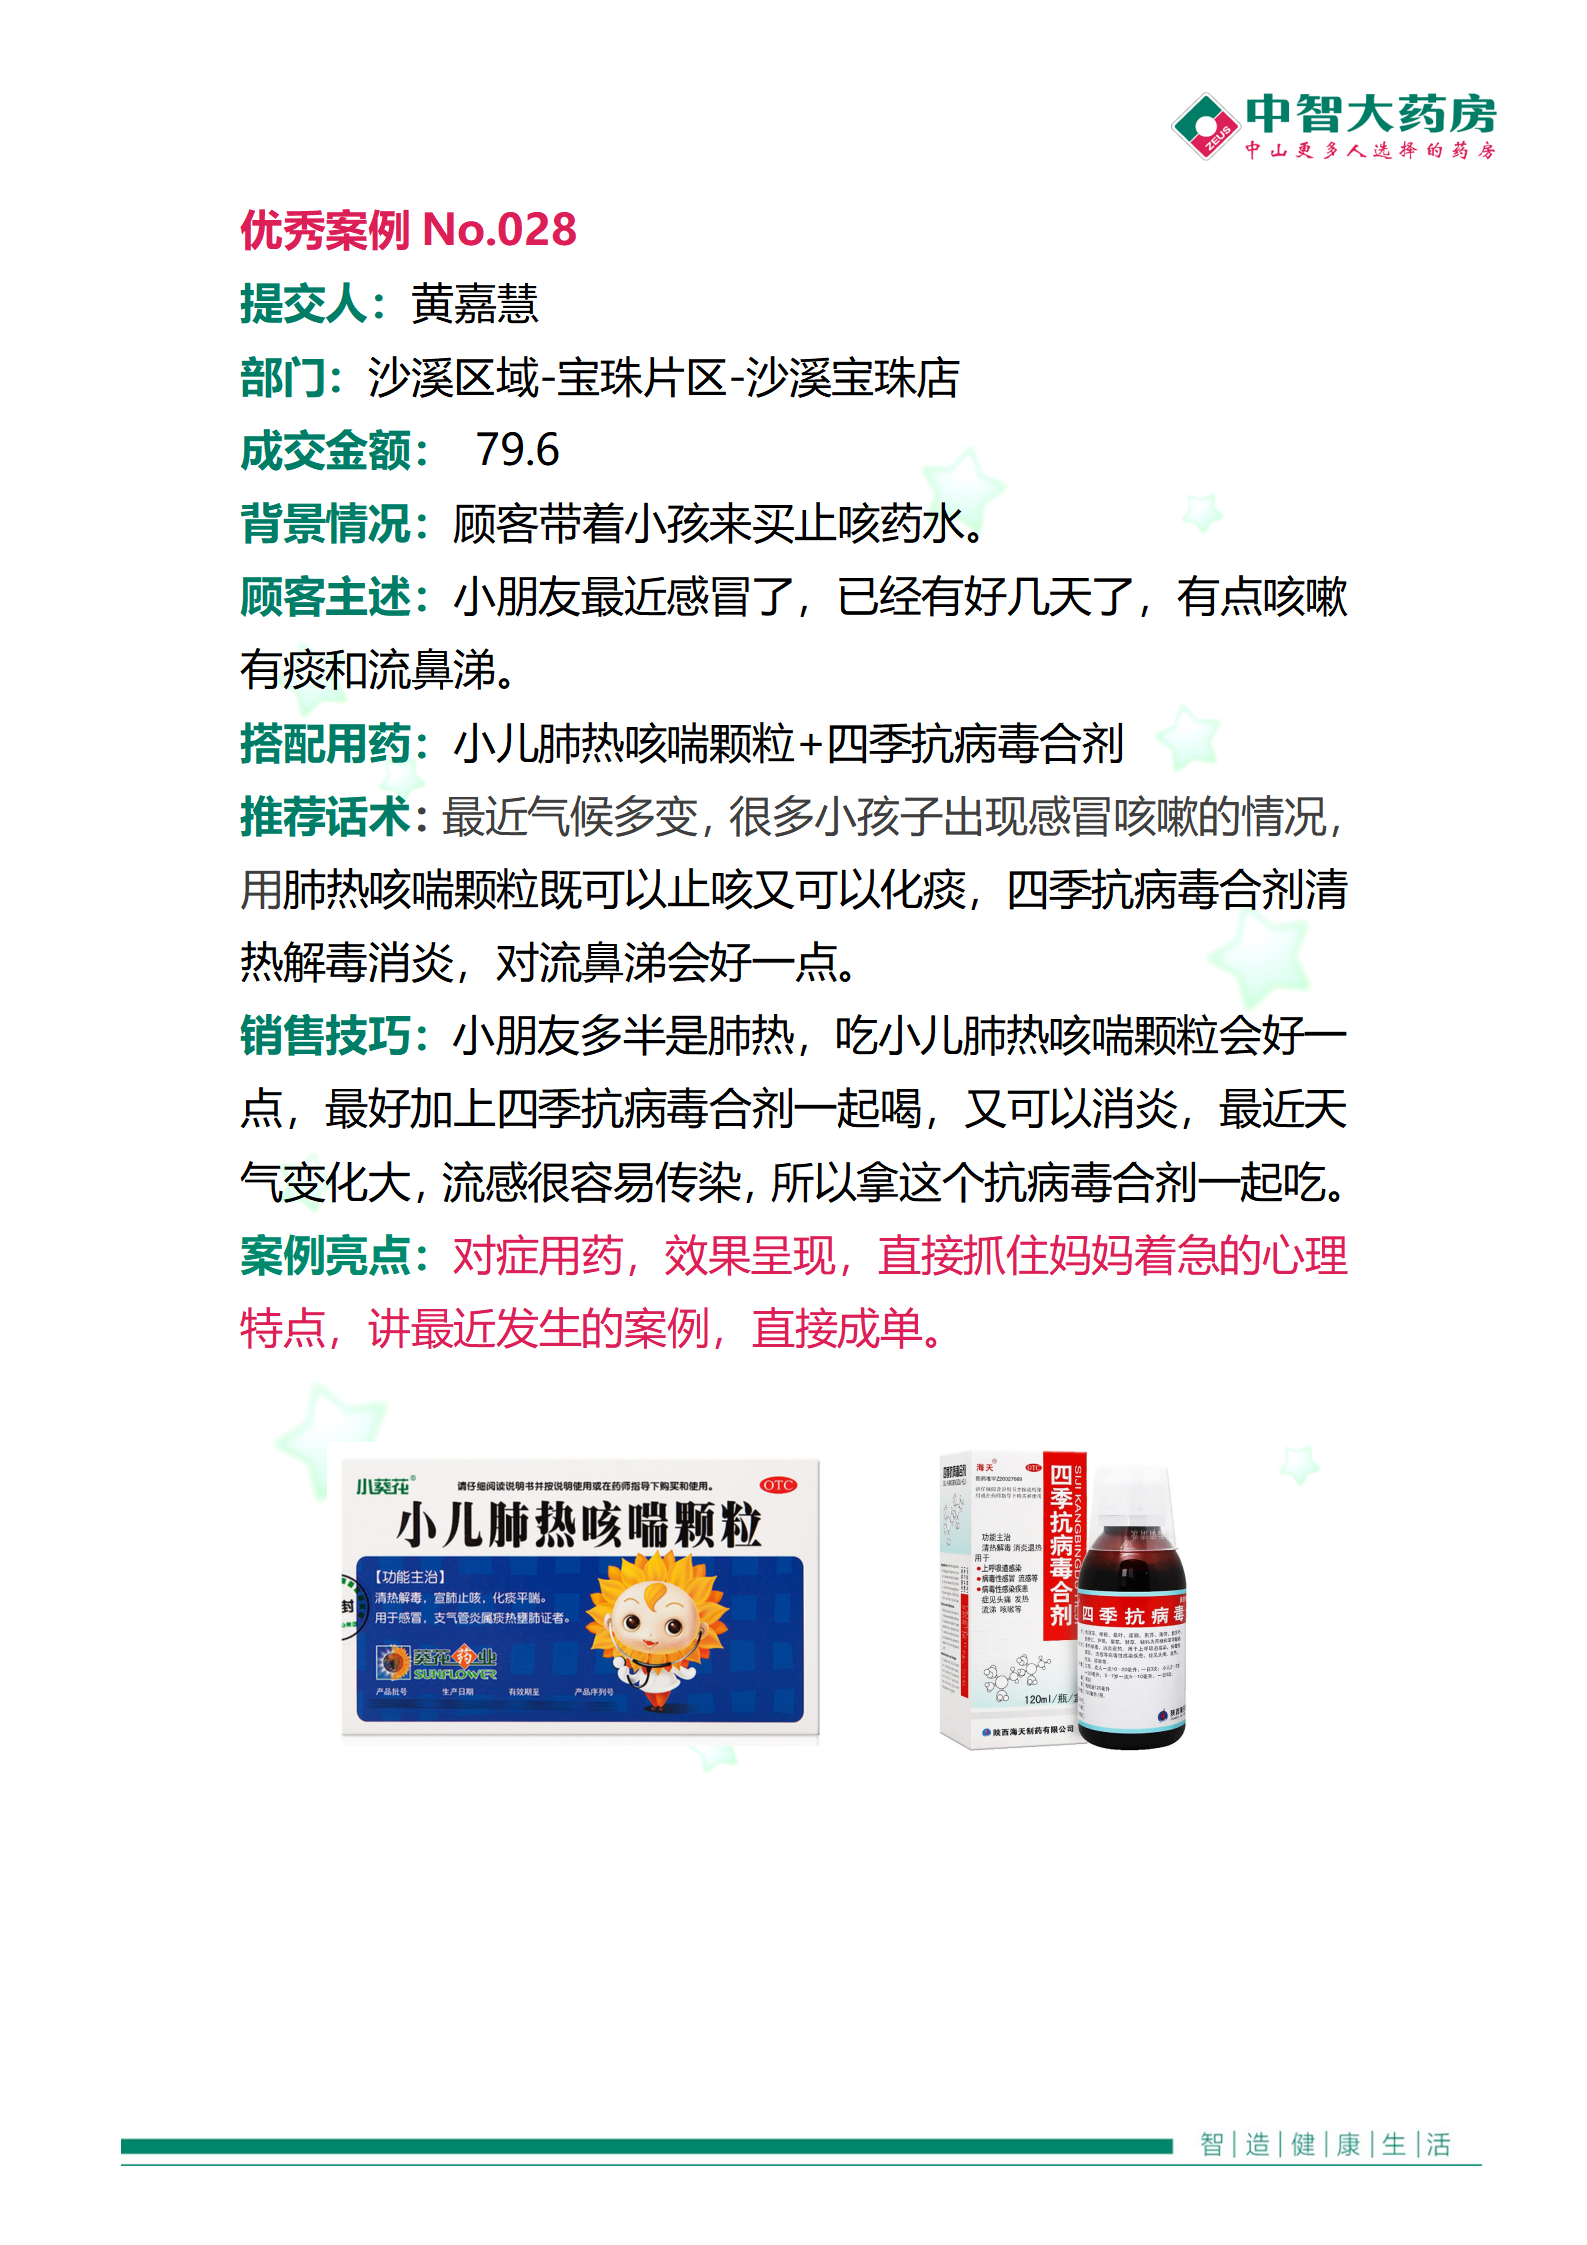 中智大药房
ZEUS
中山更多人选择的药房
优秀案例 No.028
提交人：黄嘉慧
部门：沙溪区域-宝珠片区-沙溪宝珠店
成交金额： 79.6
背景情况：顾客带着小孩来买止咳药水。
顾客主述：小朋友最近感冒了，已经有好几天了，有点咳嗽
有痰和流鼻涕。
搭配用药：小儿肺热咳喘颗粒+四季抗病毒合剂
推荐话术：最近气候多变，很多小孩子出现感冒咳嗽的情况，
用肺热咳喘颗粒既可以止咳又可以化痰，四季抗病毒合剂清
热解毒消炎，对流鼻涕会好一点。
销售技巧：小朋友多半是肺热，吃小儿肺热咳喘颗粒会好一
点，最好加上四季抗病毒合剂一起喝，又可以消炎，最近天
气变化大，流感很容易传染，所以拿这个抗病毒合剂一起吃。
案例亮点：对症用药，效果呈现，直接抓住妈妈着急的心理
特点，讲最近发生的案例，直接成单。
小葵花®
请仔细阅读说明书并按说明使用或在药师指导下购买和使用。
OTC
小儿肺热咳喘颗粒
【功能主治】
清热解毒，宣肺止咳，化痰平喘。
用于感冒，支气管炎属痰热壅肺证者。
封
葵花药业
SUNFLOWER
产品批号 生产日期 有效期至 产品序列号
海天®
OTC
四季抗病毒合剂
功能主治
清热解毒 消炎退热
用于
●上呼吸道感染
●病毒性感冒 流感等
●病毒性感染疾患
症见头痛 发热
流涕 咳嗽等
120ml/瓶/
陕西海天制药有限公司
四季抗病毒
智|造|健|康|生|活